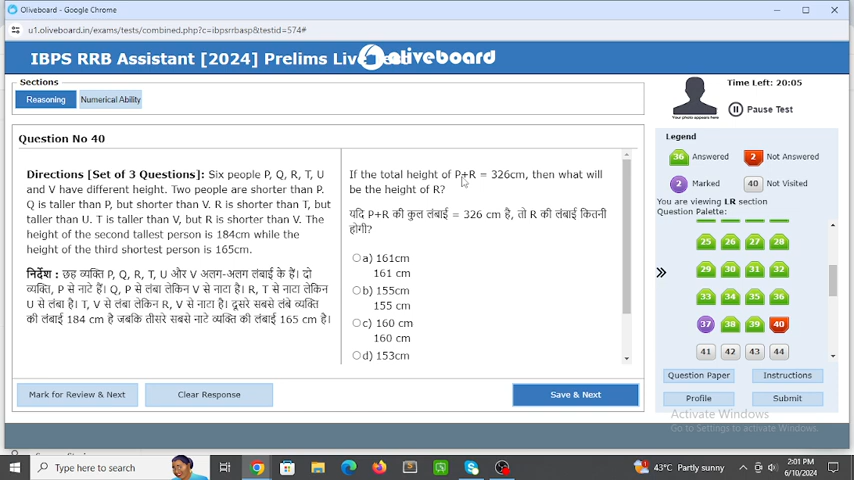 Oliveboard - Google Chrome
u1.oliveboard.in/exams/tests/combined.php?c=ibpsrrbasp&testid=574#
IBPS RRB Assistant [2024] Prelims Live
oliveboard
Sections
Reasoning
Numerical Ability
Question No 40
Directions [Set of 3 Questions]: Six people P, Q, R, T, U
and V have different height. Two people are shorter than P.
Q is taller than P, but shorter than V. R is shorter than T, but
taller than U. T is taller than V, but R is shorter than V. The
height of the second tallest person is 184cm while the
height of the third shortest person is 165cm.
निर्देश : छह व्यक्ति P, Q, R, T, U और V अलग-अलग लंबाई के हैं। दो
व्यक्ति, P से नाटे हैं। Q, P से लंबा लेकिन V से नाटा है। R, T से नाटा लेकिन
U से लंबा है। T, V से लंबा लेकिन R, V से नाटा है। दूसरे सबसे लंबे व्यक्ति
की लंबाई 184 cm है जबकि तीसरे सबसे नाटे व्यक्ति की लंबाई 165 cm है।
If the total height of P+R = 326cm, then what will
be the height of R?
यदि P+R की कुल लंबाई = 326 cm है, तो R की लंबाई कितनी
होगी?
a) 161cm
161 cm
b) 155cm
155 cm
c) 160 cm
160 cm
d) 153cm
Mark for Review & Next
Clear Response
Save & Next
Your photo appears here
Time Left: 20:05
Pause Test
Legend
36 Answered
2 Not Answered
2 Marked
40 Not Visited
You are viewing LR section
Question Palette:
25 26 27 28
29 30 31 32
33 34 35 36
37 38 39 40
41 42 43 44
Question Paper
Instructions
Profile
Submit
Activate Windows
Go to Settings to activate Windows.
Type here to search
43°C Partly sunny
2:01 PM
6/10/2024